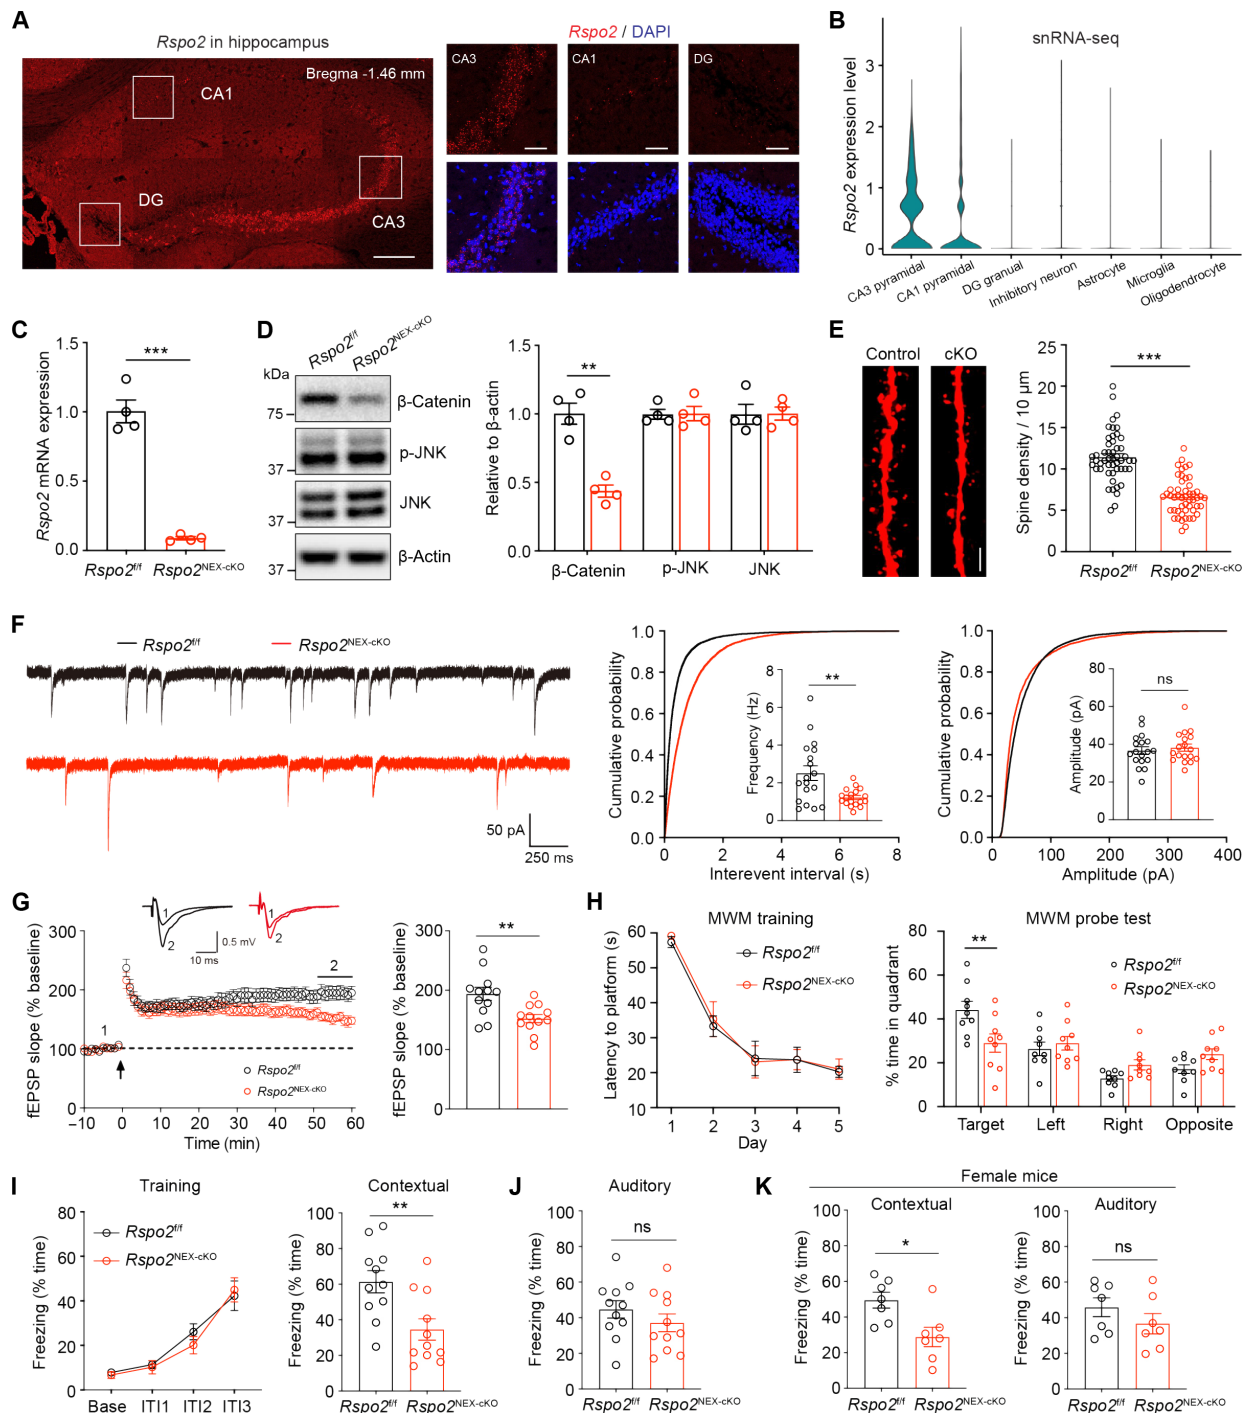 A
Rspo2 in hippocampus
Bregma -1.46 mm
CA1
DG
CA3
Rspo2 / DAPI
CA3
CA1
DG
B
snRNA-seq
Rspo2 expression level
3
2
1
0
CA3 pyramidal
CA1 pyramidal
DG granual
Inhibitory neuron
Astrocyte
Microglia
Oligodendrocyte
C
Rspo2 mRNA expression
1.5
1.0
0.5
0.0
***
Rspo2f/f
Rspo2NEX-cKO
D
Rspo2f/f
Rspo2NEX-cKO
kDa
75
37
37
37
β-Catenin
p-JNK
JNK
β-Actin
Relative to β-actin
1.5
1.0
0.5
0.0
**
β-Catenin
p-JNK
JNK
E
Control
cKO
Spine density / 10 μm
25
20
15
10
5
0
***
Rspo2f/f
Rspo2NEX-cKO
F
Rspo2f/f
Rspo2NEX-cKO
50 pA
250 ms
Cumulative probability
1.0
0.8
0.6
0.4
0.2
0.0
0 2 4 6 8
Interevent interval (s)
Frequency (Hz)
8
6
4
2
0
**
Cumulative probability
1.0
0.8
0.6
0.4
0.2
0.0
0 100 200 300 400
Amplitude (pA)
Amplitude (pA)
80
60
40
20
0
ns
G
fEPSP slope (% baseline)
300
200
100
0
1
2
0.5 mV
10 ms
1
2
1
2
Rspo2f/f
Rspo2NEX-cKO
−10 0 10 20 30 40 50 60
Time (min)
fEPSP slope (% baseline)
300
200
100
0
**
H
MWM training
Latency to platform (s)
60
50
40
30
20
10
Rspo2f/f
Rspo2NEX-cKO
1 2 3 4 5
Day
MWM probe test
% time in quadrant
80
60
40
20
0
**
Rspo2f/f
Rspo2NEX-cKO
Target
Left
Right
Opposite
I
Training
Freezing (% time)
80
60
40
20
0
Rspo2f/f
Rspo2NEX-cKO
Base ITI1 ITI2 ITI3
Contextual
Freezing (% time)
100
80
60
40
20
0
**
Rspo2f/f
Rspo2NEX-cKO
J
Auditory
Freezing (% time)
100
80
60
40
20
0
ns
Rspo2f/f
Rspo2NEX-cKO
K
Female mice
Contextual
Freezing (% time)
100
80
60
40
20
0
*
Rspo2f/f
Rspo2NEX-cKO
Auditory
Freezing (% time)
100
80
60
40
20
0
ns
Rspo2f/f
Rspo2NEX-cKO